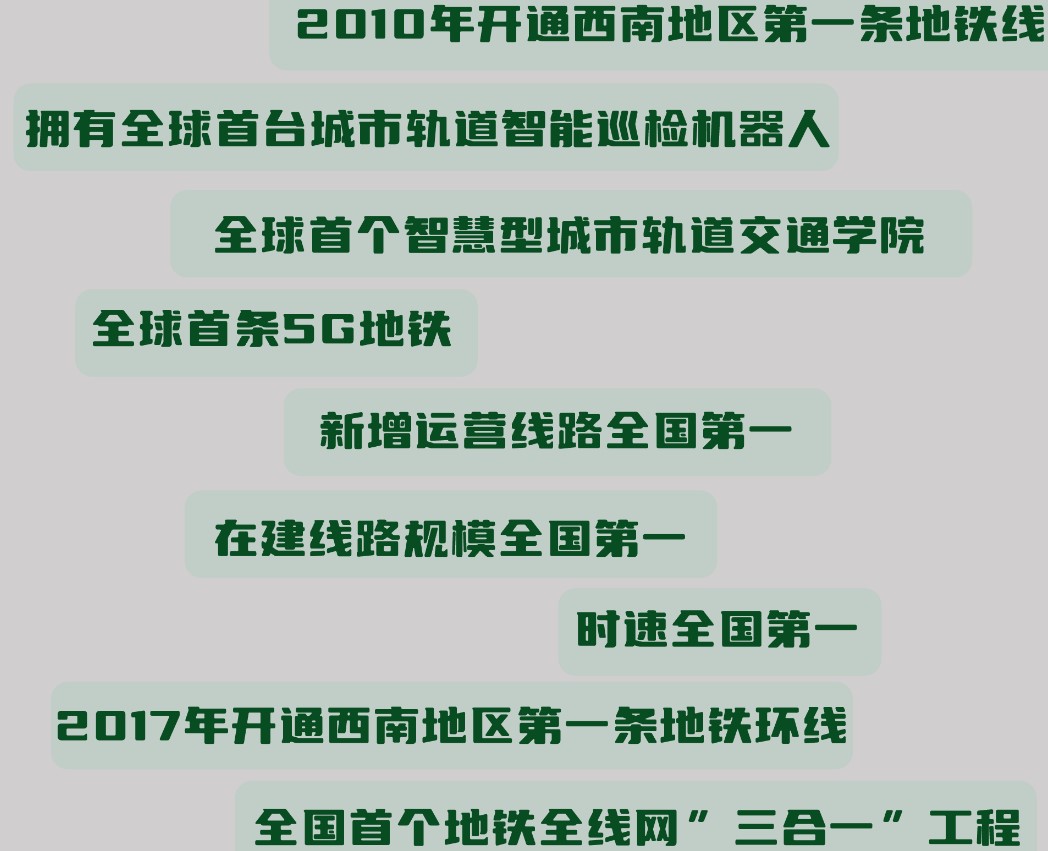 2010年开通西南地区第一条地铁线
拥有全球首台城市轨道智能巡检机器人
全球首个智慧型城市轨道交通学院
全球首条5G地铁
新增运营线路全国第一
在建线路规模全国第一
时速全国第一
2017年开通西南地区第一条地铁环线
全国首个地铁全线网”三合一”工程